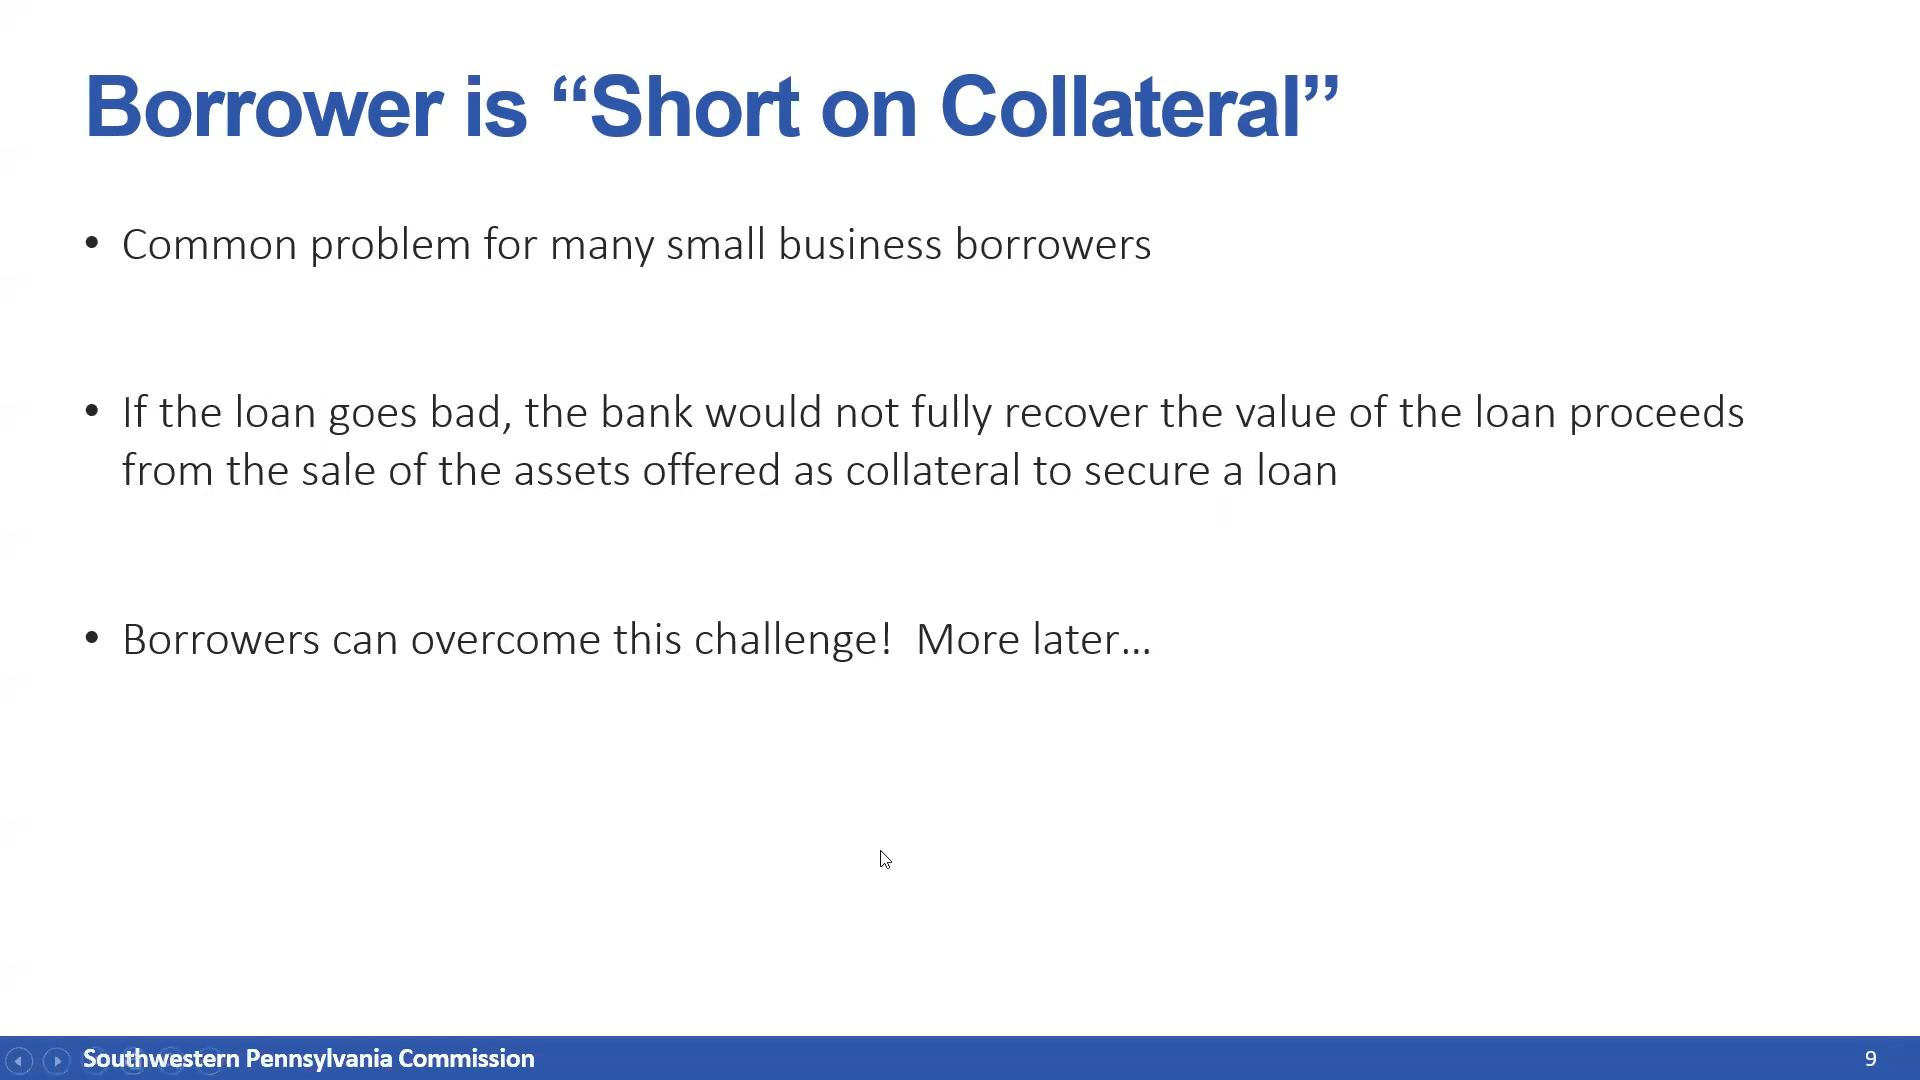 Borrower is “Short on Collateral”
• Common problem for many small business borrowers
• If the loan goes bad, the bank would not fully recover the value of the loan proceeds
from the sale of the assets offered as collateral to secure a loan
• Borrowers can overcome this challenge!  More later…
Southwestern Pennsylvania Commission
9